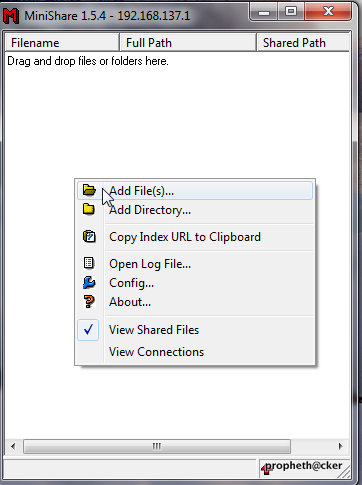 MiniShare 1.5.4 - 192.168.137.1
Filename Full Path Shared Path
Drag and drop files or folders here.
Add File(s)...
Add Directory...
Copy Index URL to Clipboard
Open Log File...
Config...
About...
View Shared Files
View Connections
propheth@cker